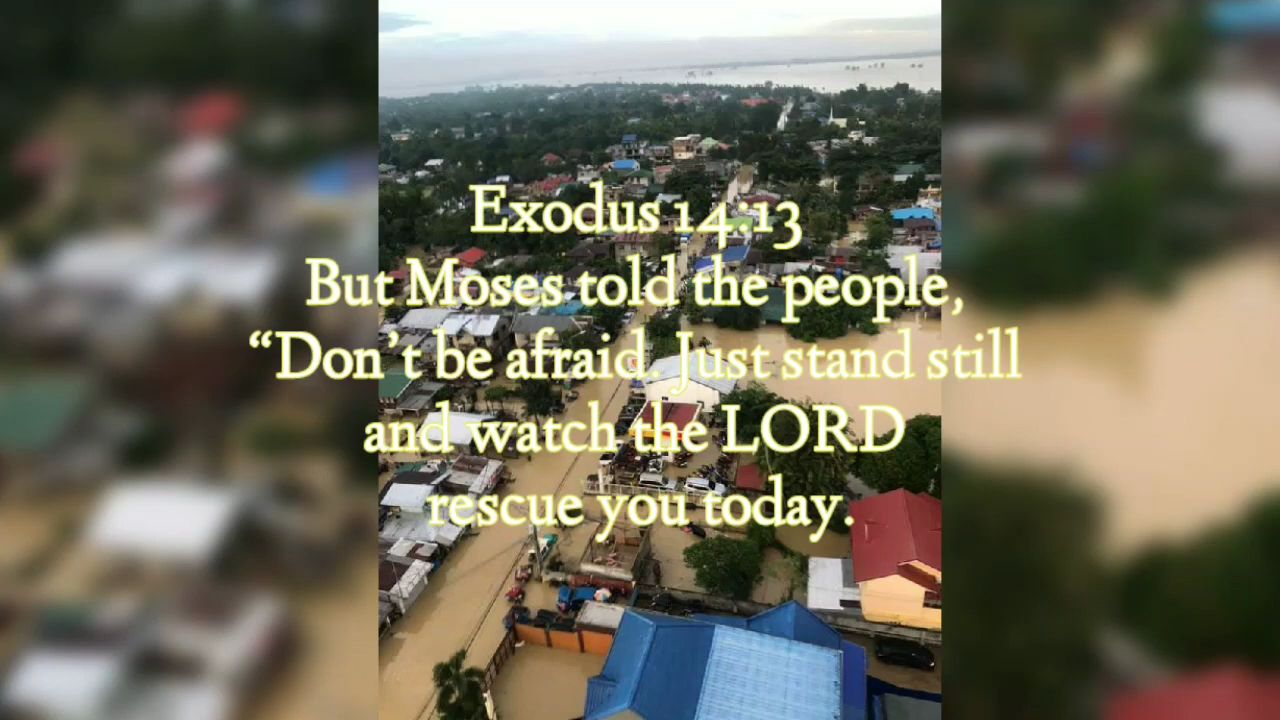 Exodus 14:13
But Moses told the people,
“Don’t be afraid. Just stand still
and watch the LORD
rescue you today.